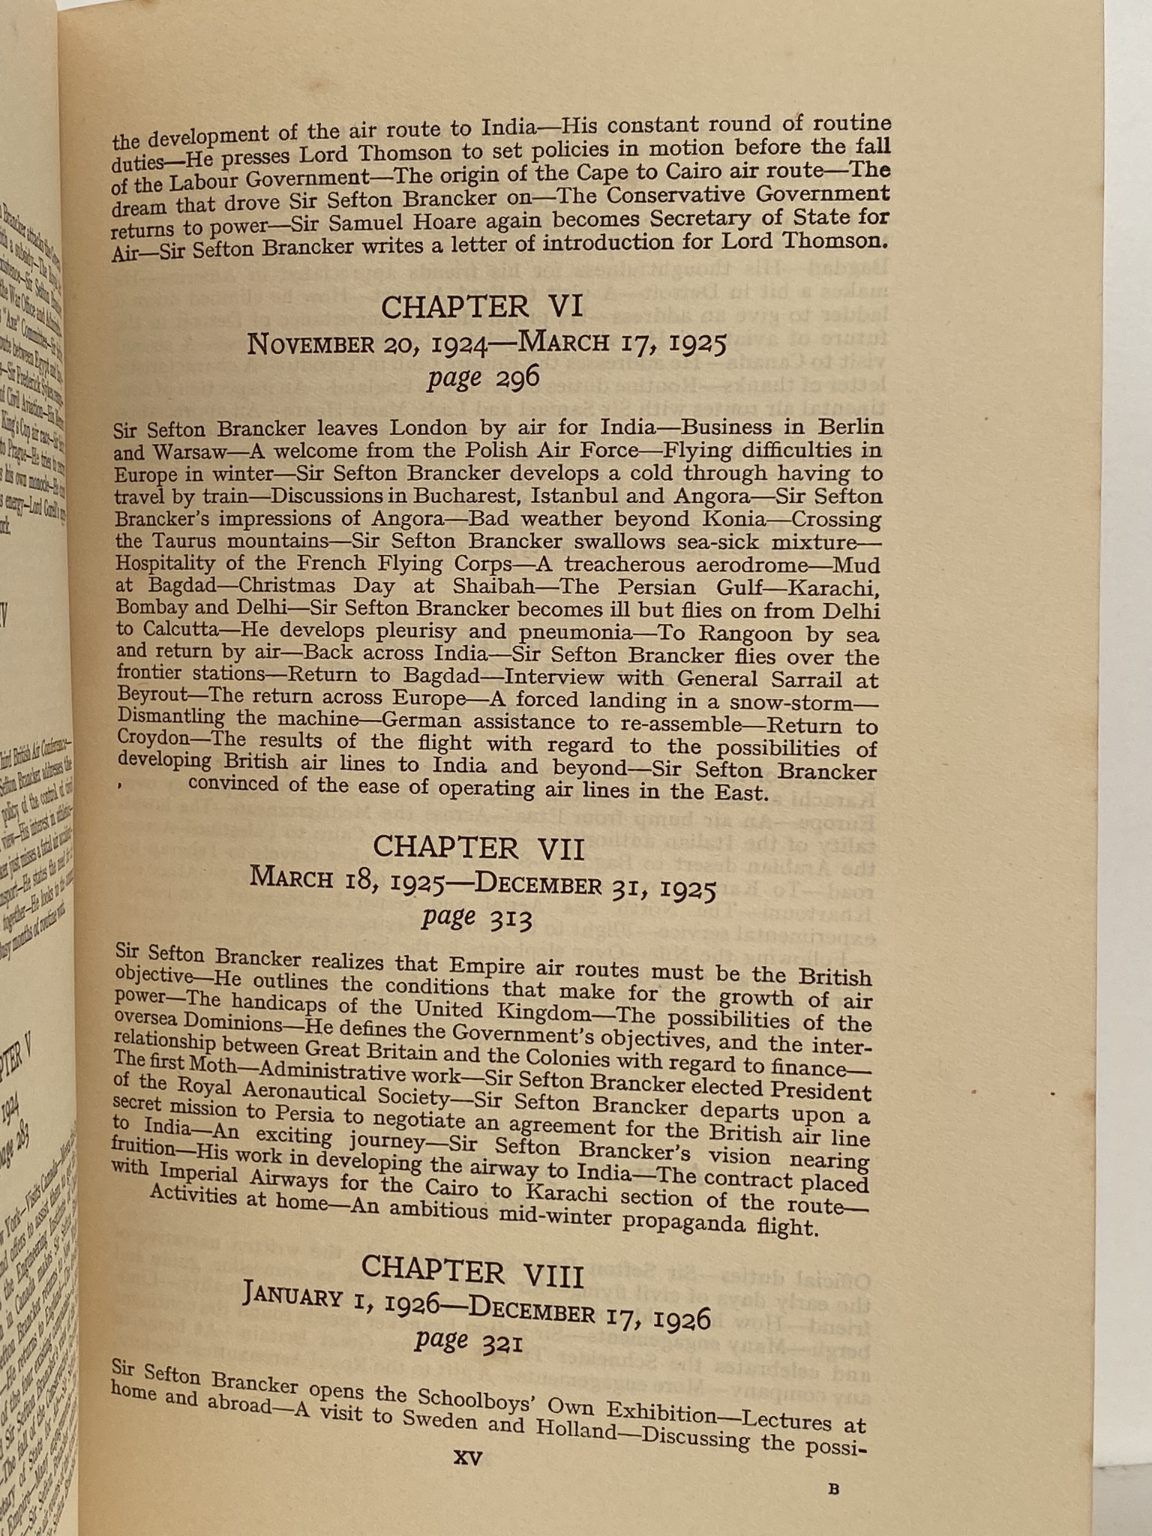 the development of the air route to India—His constant round of routine
duties—He presses Lord Thomson to set policies in motion before the fall
of the Labour Government—The origin of the Cape to Cairo air route—The
dream that drove Sir Sefton Brancker on—The Conservative Government
returns to power—Sir Samuel Hoare again becomes Secretary of State for
Air—Sir Sefton Brancker writes a letter of introduction for Lord Thomson.
CHAPTER VI
NOVEMBER 20, 1924—MARCH 17, 1925
page 296
Sir Sefton Brancker leaves London by air for India—Business in Berlin
and Warsaw—A welcome from the Polish Air Force—Flying difficulties in
Europe in winter—Sir Sefton Brancker develops a cold through having to
travel by train—Discussions in Bucharest, Istanbul and Angora—Sir Sefton
Brancker's impressions of Angora—Bad weather beyond Konia—Crossing
the Taurus mountains—Sir Sefton Brancker swallows sea-sick mixture—
Hospitality of the French Flying Corps—A treacherous aerodrome—Mud
at Bagdad—Christmas Day at Shaibah—The Persian Gulf—Karachi,
Bombay and Delhi—Sir Sefton Brancker becomes ill but flies on from Delhi
to Calcutta—He develops pleurisy and pneumonia—To Rangoon by sea
and return by air—Back across India—Sir Sefton Brancker flies over the
frontier stations—Return to Bagdad—Interview with General Sarrail at
Beyrout—The return across Europe—A forced landing in a snow-storm—
Dismantling the machine—German assistance to re-assemble—Return to
Croydon—The results of the flight with regard to the possibilities of
developing British air lines to India and beyond—Sir Sefton Brancker
convinced of the ease of operating air lines in the East.
CHAPTER VII
MARCH 18, 1925—DECEMBER 31, 1925
page 313
Sir Sefton Brancker realizes that Empire air routes must be the British
objective—He outlines the conditions that make for the growth of air
power—The handicaps of the United Kingdom—The possibilities of the
oversea Dominions—He defines the Government's objectives, and the inter-
relationship between Great Britain and the Colonies with regard to finance—
The first Moth—Administrative work—Sir Sefton Brancker elected President
of the Royal Aeronautical Society—Sir Sefton Brancker departs upon a
secret mission to Persia to negotiate an agreement for the British air line
to India—An exciting journey—Sir Sefton Brancker's vision nearing
fruition—His work in developing the airway to India—The contract placed
with Imperial Airways for the Cairo to Karachi section of the route—
Activities at home—An ambitious mid-winter propaganda flight.
CHAPTER VIII
JANUARY 1, 1926—DECEMBER 17, 1926
page 321
Sir Sefton Brancker opens the Schoolboys' Own Exhibition—Lectures at
home and abroad—A visit to Sweden and Holland—Discussing the possi-
XV
B